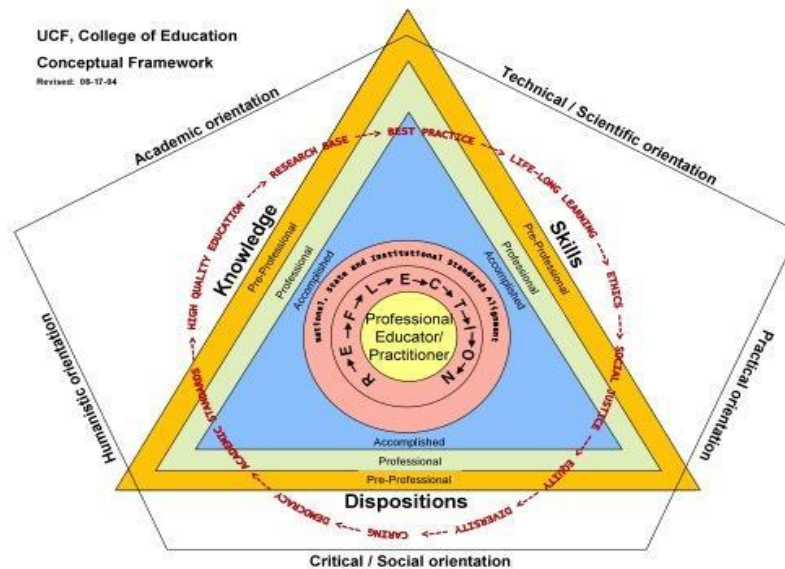 UCF, College of Education
Conceptual Framework
Revised: 08-17-04
Academic orientation
Technical / Scientific orientation
Humanistic orientation
Practical orientation
Critical / Social orientation
ACADEMIC STANDARDS ---> HIGH QUALITY EDUCATION ---> RESEARCH BASE ---> BEST PRACTICE ---> LIFE-LONG LEARNING ---> ETHICS ---> SOCIAL JUSTICE
DEMOCRACY <--- CARING <--- DIVERSITY <--- EQUITY
Knowledge
Pre-Professional
Professional
Accomplished
Skills
Pre-Professional
Professional
Accomplished
National, State and Institutional Standards Alignment
R→E→F→L→E→C→T→I→O→N
Professional
Educator/
Practitioner
Accomplished
Professional
Pre-Professional
Dispositions